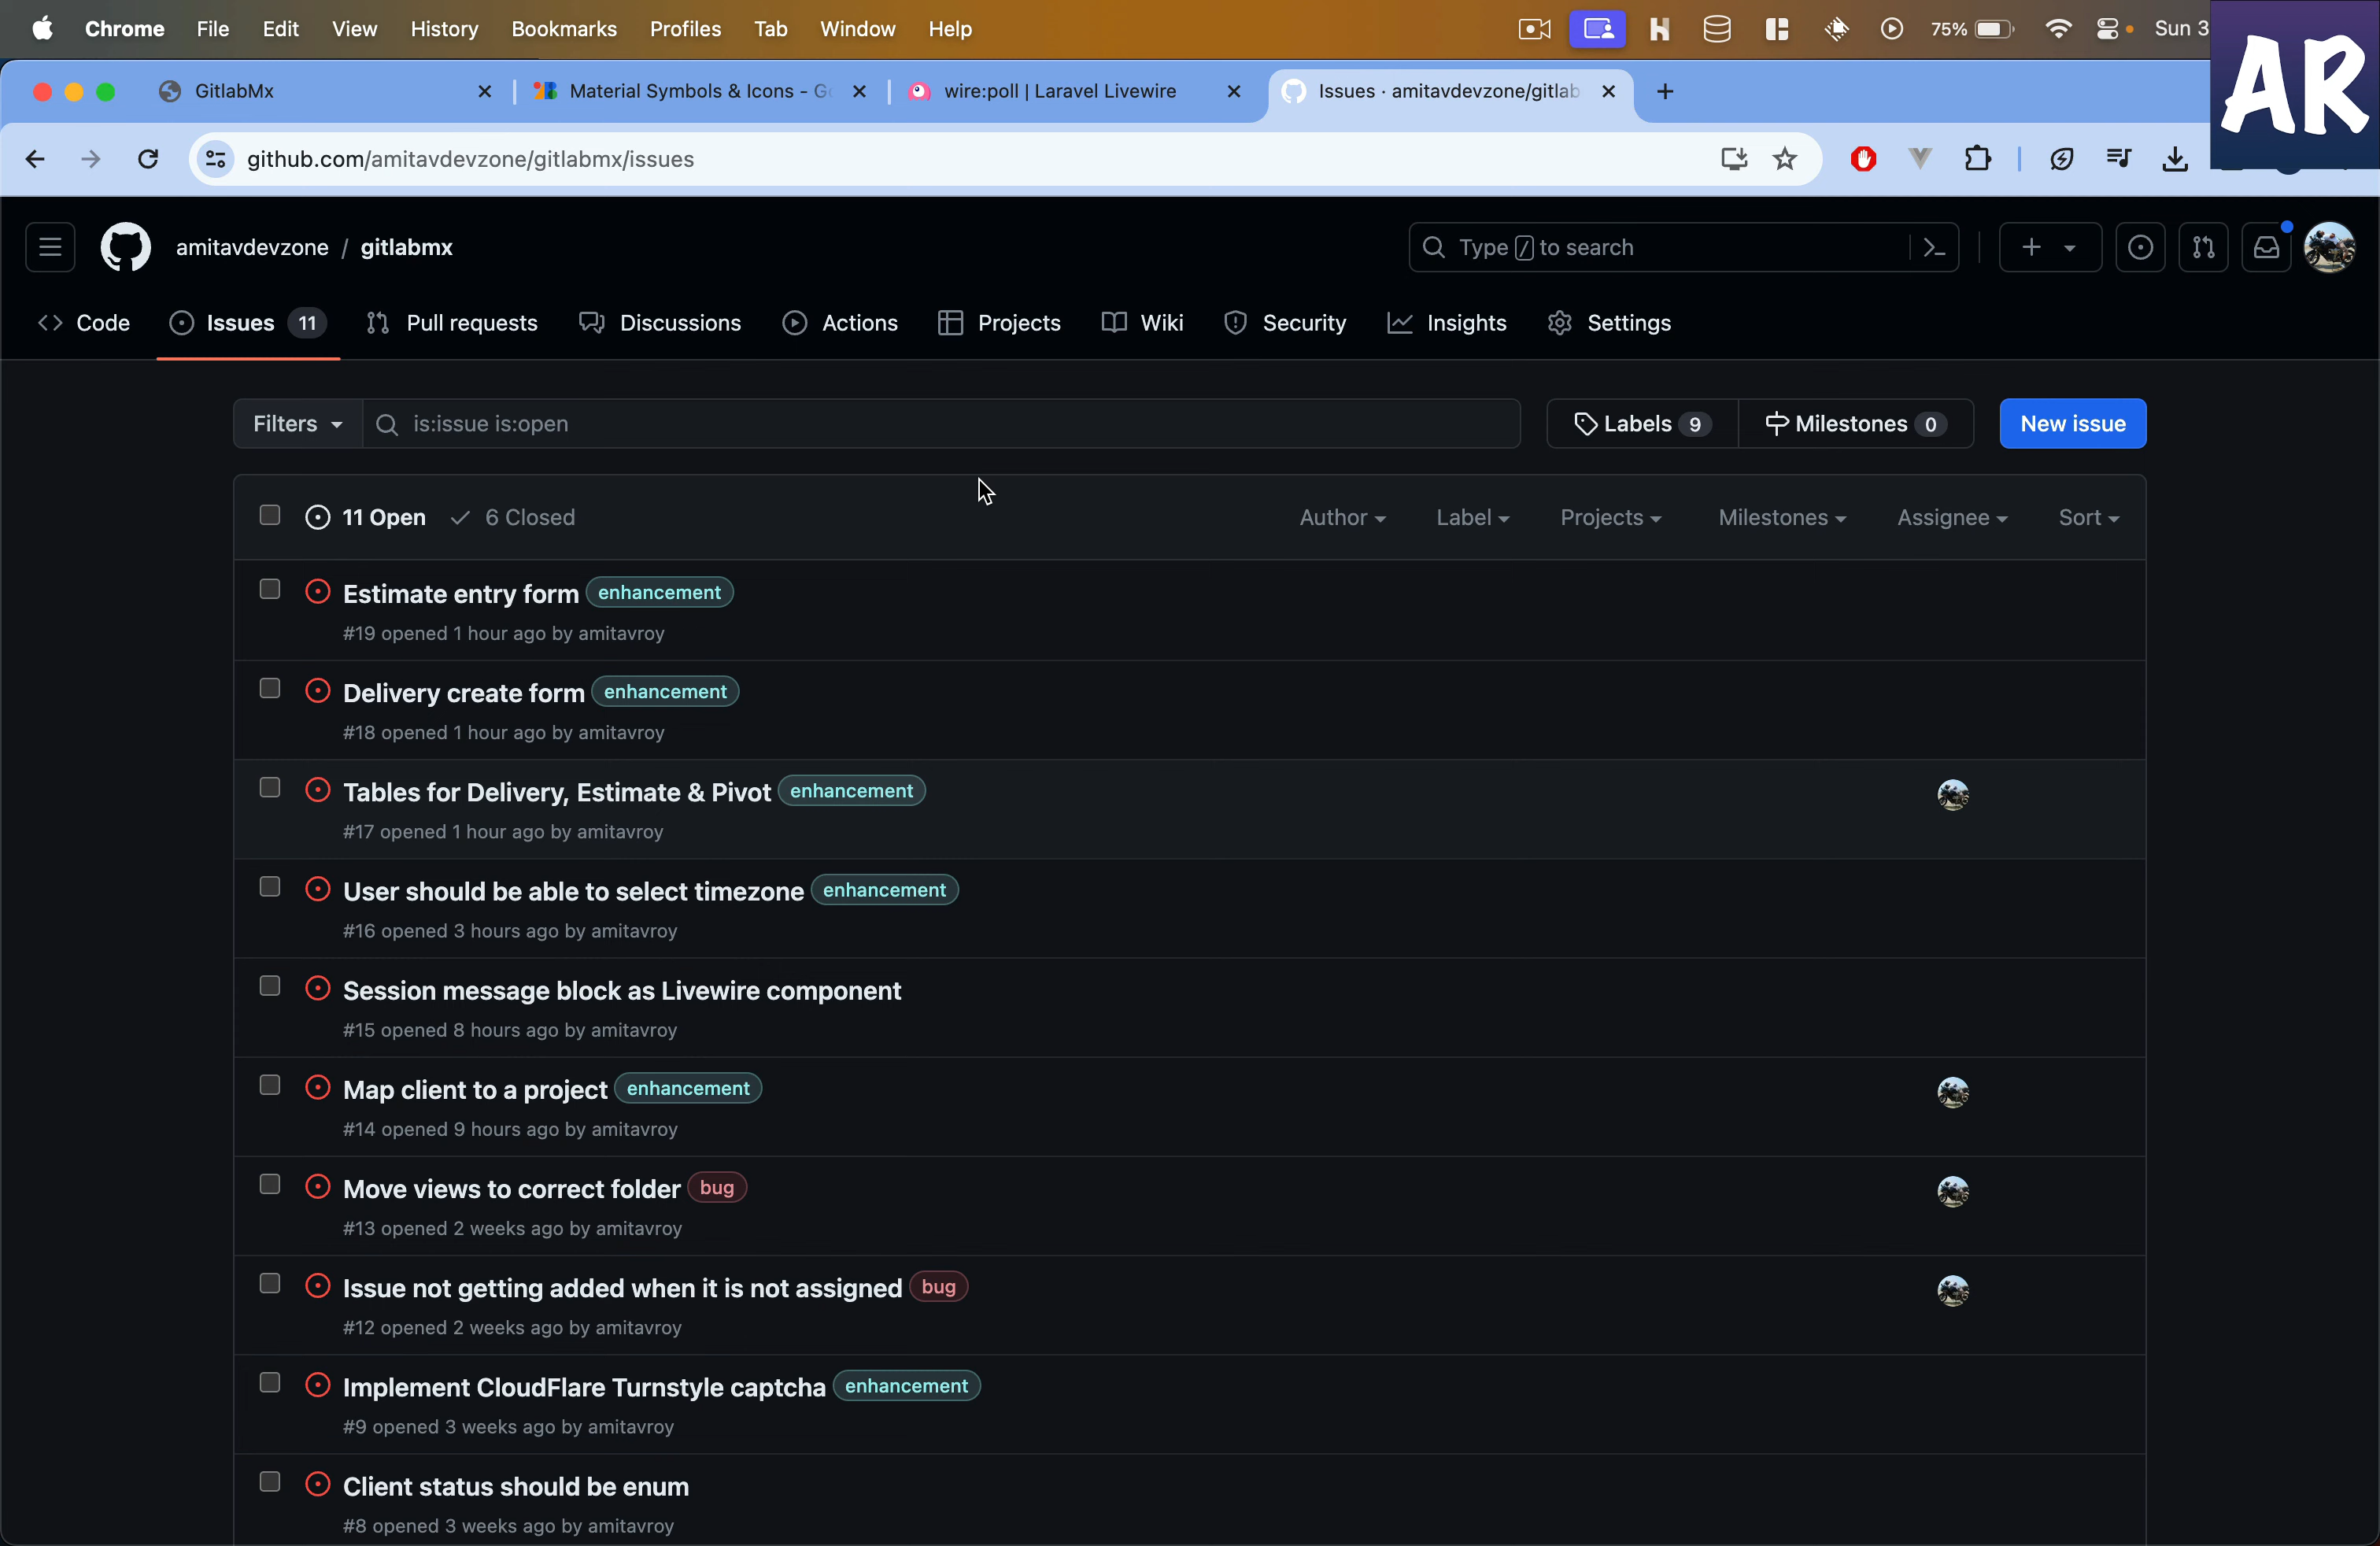 Chrome File Edit View History Bookmarks Profiles Tab Window Help 75% Sun 3
AR
GitlabMx Material Symbols & Icons - Go wire:poll | Laravel Livewire Issues · amitavdevzone/gitlab
github.com/amitavdevzone/gitlabmx/issues
amitavdevzone / gitlabmx Type / to search
Code Issues 11 Pull requests Discussions Actions Projects Wiki Security Insights Settings
Filters is:issue is:open Labels 9 Milestones 0 New issue
11 Open 6 Closed Author Label Projects Milestones Assignee Sort
Estimate entry form enhancement
#19 opened 1 hour ago by amitavroy
Delivery create form enhancement
#18 opened 1 hour ago by amitavroy
Tables for Delivery, Estimate & Pivot enhancement
#17 opened 1 hour ago by amitavroy
User should be able to select timezone enhancement
#16 opened 3 hours ago by amitavroy
Session message block as Livewire component
#15 opened 8 hours ago by amitavroy
Map client to a project enhancement
#14 opened 9 hours ago by amitavroy
Move views to correct folder bug
#13 opened 2 weeks ago by amitavroy
Issue not getting added when it is not assigned bug
#12 opened 2 weeks ago by amitavroy
Implement CloudFlare Turnstyle captcha enhancement
#9 opened 3 weeks ago by amitavroy
Client status should be enum
#8 opened 3 weeks ago by amitavroy